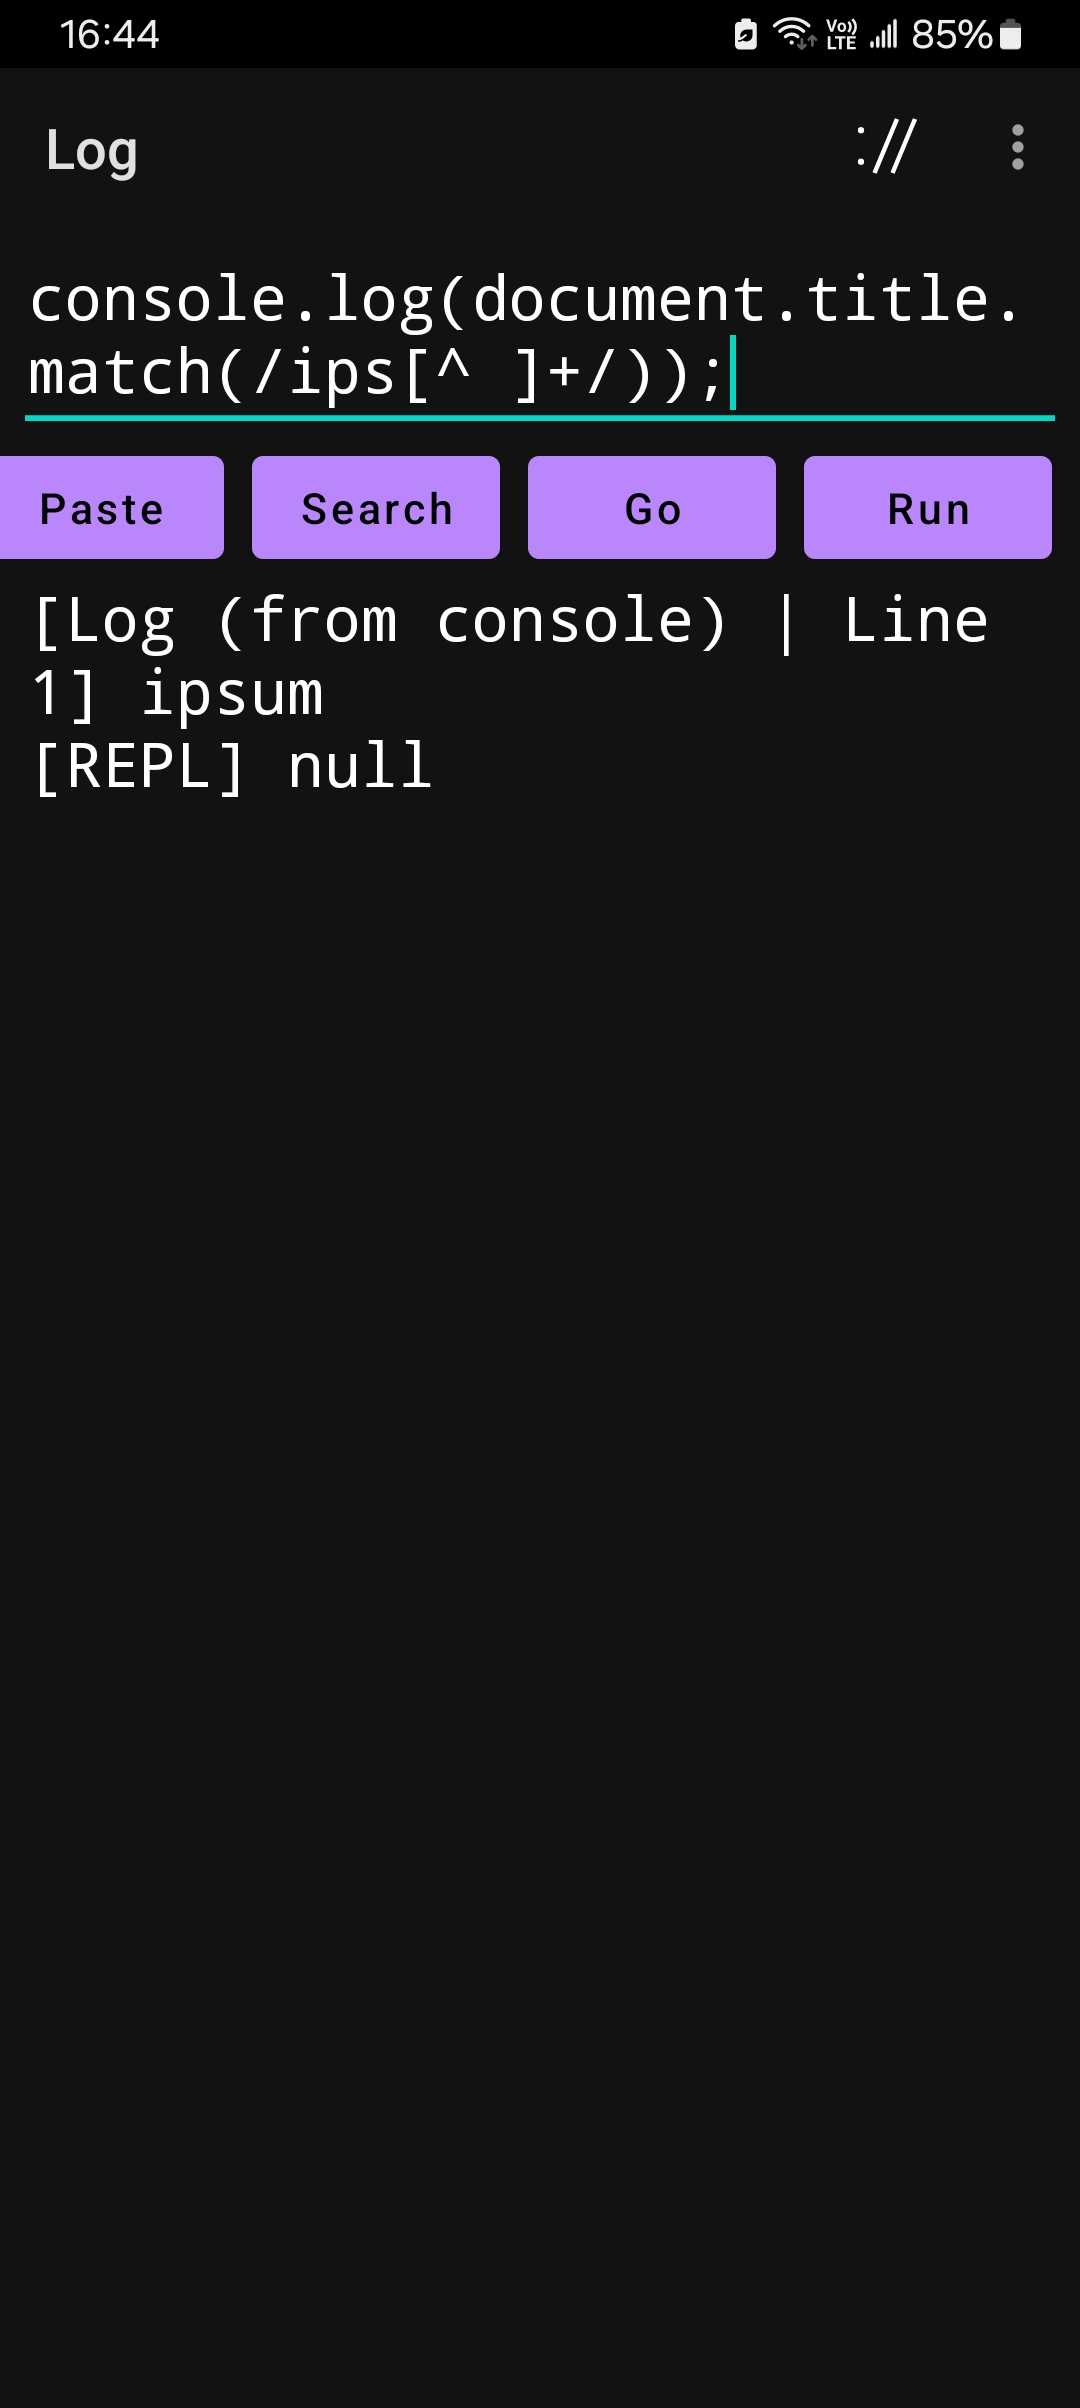 16:44
Vo)) LTE 85%
Log
://
console.log(document.title.
match(/ips[^ ]+/));
Paste Search Go Run
[Log (from console) | Line
1] ipsum
[REPL] null